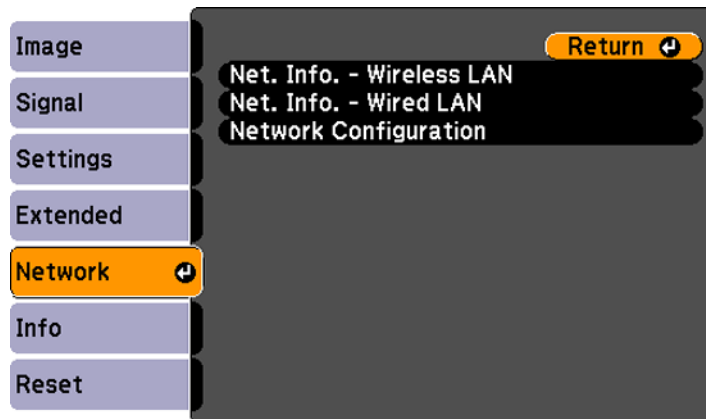 Image
Signal
Settings
Extended
Network
Info
Reset
Return
Net. Info. - Wireless LAN
Net. Info. - Wired LAN
Network Configuration